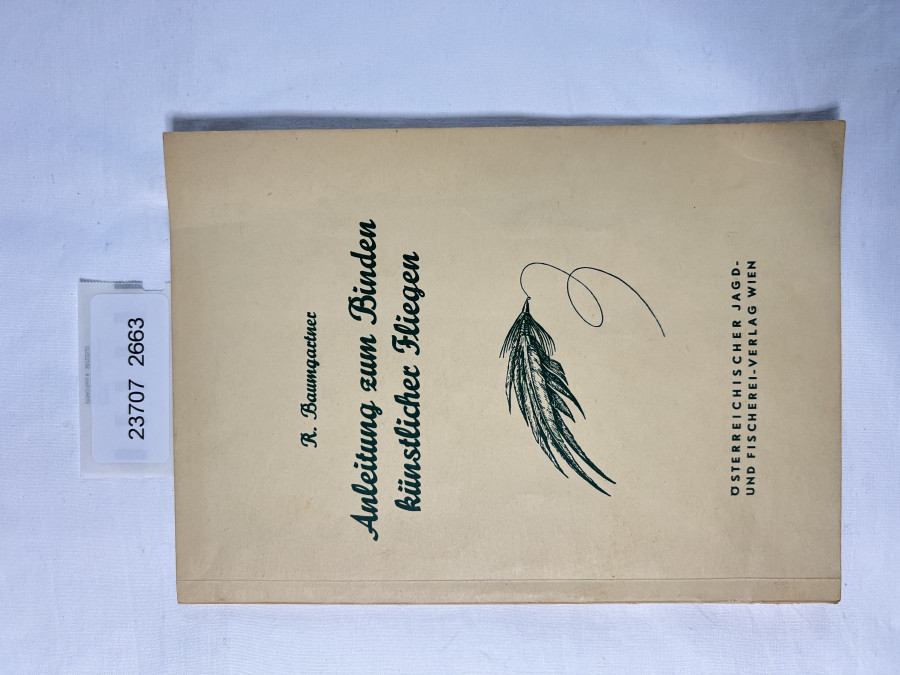 23707 2663
R. Baumgartner
Anleitung zum Binden
künstlicher Fliegen
ÖSTERREICHISCHER JAGD-
UND FISCHEREI-VERLAG WIEN